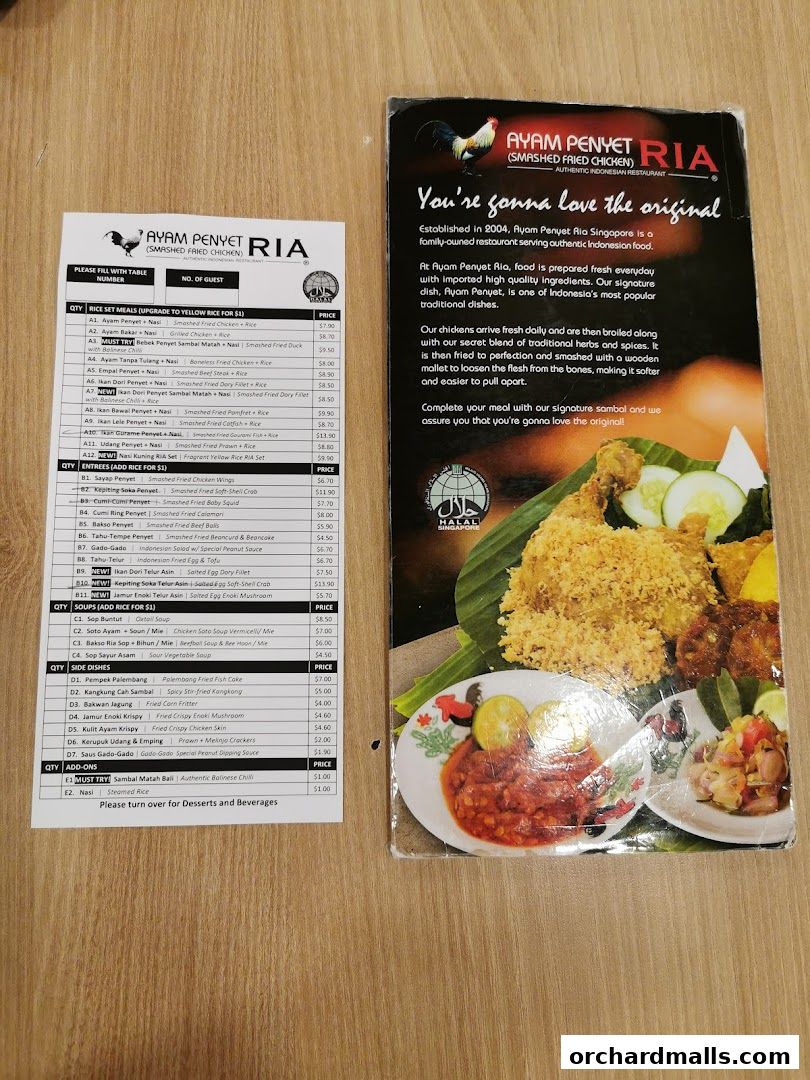 AYAM PENYET RIA
(SMASHED FRIED CHICKEN)
AUTHENTIC INDONESIAN RESTAURANT
PLEASE FILL WITH TABLE NUMBER
NO. OF GUEST
HALAL
QTY RICE SET MEALS (UPGRADE TO YELLOW RICE FOR $1) PRICE
A1. Ayam Penyet + Nasi | Smashed Fried Chicken + Rice $7.90
A2. Ayam Bakar + Nasi | Grilled Chicken + Rice $8.70
A3. MUST TRY! Bebek Penyet Sambal Matah + Nasi | Smashed Fried Duck
with Balinese Chilli $9.50
A4. Ayam Tanpa Tulang + Nasi | Boneless Fried Chicken + Rice $8.00
A5. Empal Penyet + Nasi | Smashed Beef Steak + Rice $8.90
A6. Ikan Dori Penyet + Nasi | Smashed Fried Dory Fillet + Rice $8.50
A7. NEW! Ikan Dori Penyet Sambal Matah + Nasi | Smashed Fried Dory Fillet
with Balinese Chilli + Rice $8.50
A8. Ikan Bawal Penyet + Nasi | Smashed Fried Pomfret + Rice $9.90
A9. Ikan Lele Penyet + Nasi | Smashed Fried Catfish + Rice $8.70
A10. Ikan Gurame Penyet + Nasi | Smashed Fried Gourami Fish + Rice $13.90
A11. Udang Penyet + Nasi | Smashed Fried Prawn + Rice $8.80
A12. NEW! Nasi Kuning RIA Set | Fragrant Yellow Rice RIA Set $9.90
QTY ENTREES (ADD RICE FOR $1) PRICE
B1. Sayap Penyet | Smashed Fried Chicken Wings $6.70
B2. Kepiting Soka Penyet | Smashed Fried Soft-Shell Crab $11.90
B3. Cumi-Cumi Penyet | Smashed Fried Baby Squid $7.70
B4. Cumi Ring Penyet | Smashed Fried Calamari $8.00
B5. Bakso Penyet | Smashed Fried Beef Balls $5.90
B6. Tahu-Tempe Penyet | Smashed Fried Beancurd & Beancake $4.50
B7. Gado-Gado | Indonesian Salad w/ Special Peanut Sauce $6.70
B8. Tahu-Telur | Indonesian Fried Egg & Tofu $6.70
B9. NEW! Ikan Dori Telur Asin | Salted Egg Dory Fillet $7.50
B10. NEW! Kepiting Soka Telur Asin | Salted Egg Soft-Shell Crab $13.90
B11. NEW! Jamur Enoki Telur Asin | Salted Egg Enoki Mushroom $5.70
QTY SOUPS (ADD RICE FOR $1) PRICE
C1. Sop Buntut | Oxtail Soup $8.50
C2. Soto Ayam + Soun / Mie | Chicken Soto Soup Vermicelli/ Mie $7.00
C3. Bakso Ria Sop + Bihun / Mie | Beefball Soup & Bee Hoon / Mie $6.00
C4. Sop Sayur Asam | Sour Vegetable Soup $4.50
QTY SIDE DISHES PRICE
D1. Pempek Palembang | Palembang Fried Fish Cake $7.00
D2. Kangkung Cah Sambal | Spicy Stir-fried Kangkong $5.00
D3. Bakwan Jagung | Fried Corn Fritter $4.00
D4. Jamur Enoki Krispy | Fried Crispy Enoki Mushroom $4.60
D5. Kulit Ayam Krispy | Fried Crispy Chicken Skin $4.60
D6. Kerupuk Udang & Emping | Prawn + Melinjo Crackers $2.00
D7. Saus Gado-Gado | Gado-Gado Special Peanut Dipping Sauce $1.90
QTY ADD-ONS PRICE
E1 MUST TRY! Sambal Matah Bali | Authentic Balinese Chilli $1.00
E2. Nasi | Steamed Rice $1.00
Please turn over for Desserts and Beverages
AYAM PENYET RIA
(SMASHED FRIED CHICKEN)
AUTHENTIC INDONESIAN RESTAURANT
®
You're gonna love the original
Established in 2004, Ayam Penyet Ria Singapore is a
family-owned restaurant serving authentic Indonesian food.
At Ayam Penyet Ria, food is prepared fresh everyday
with imported high quality ingredients. Our signature
dish, Ayam Penyet, is one of Indonesia's most popular
traditional dishes.
Our chickens arrive fresh daily and are then broiled along
with our secret blend of traditional herbs and spices. It
is then fried to perfection and smashed with a wooden
mallet to loosen the flesh from the bones, making it softer
and easier to pull apart.
Complete your meal with our signature sambal and we
assure you that you're gonna love the original!
حلال
HALAL
SINGAPORE
orchardmalls.com